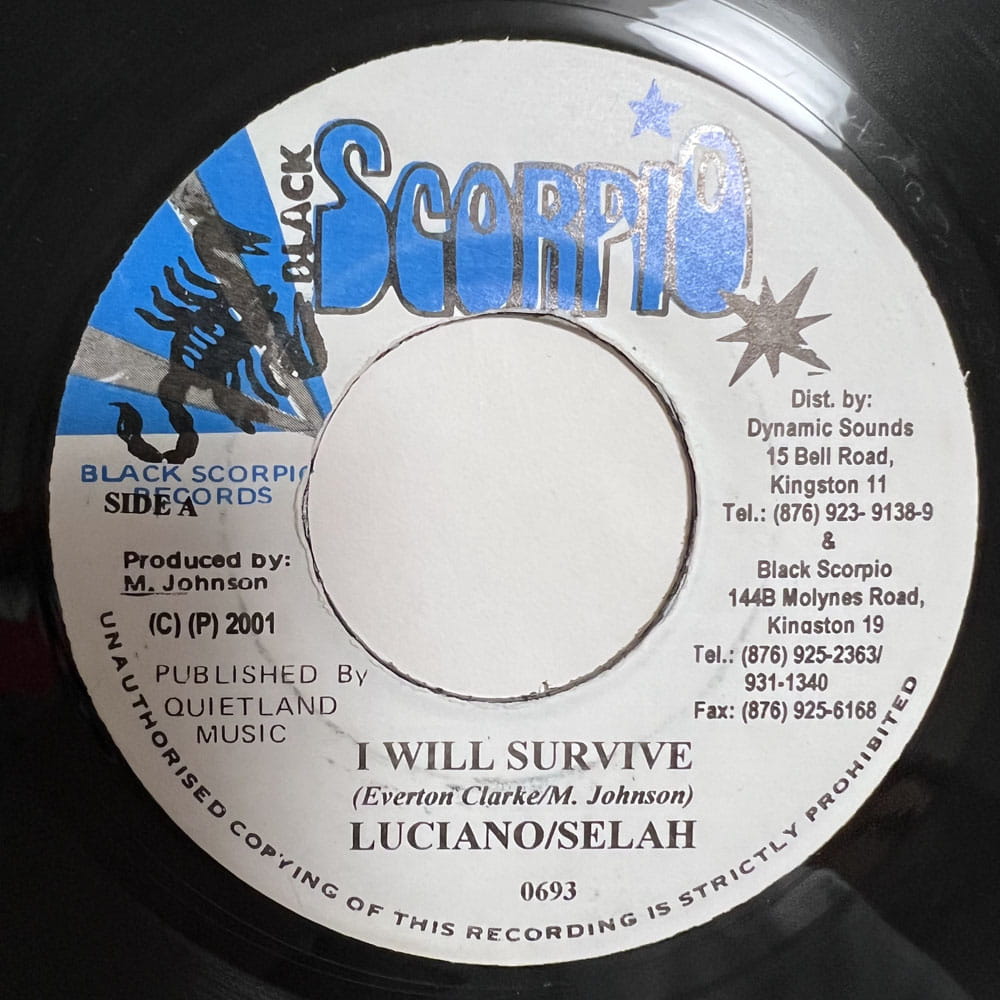 BLACK
SCORPIO
BLACK SCORPIO
RECORDS
SIDE A
Produced by:
M. Johnson
(C) (P) 2001
PUBLISHED By
QUIETLAND
MUSIC
Dist. by:
Dynamic Sounds
15 Bell Road,
Kingston 11
Tel.: (876) 923- 9138-9
&
Black Scorpio
144B Molynes Road,
Kingston 19
Tel.: (876) 925-2363/
931-1340
Fax: (876) 925-6168
I WILL SURVIVE
(Everton Clarke/M. Johnson)
LUCIANO/SELAH
0693
UNAUTHORISED COPYING OF THIS RECORDING IS STRICTLY PROHIBITED